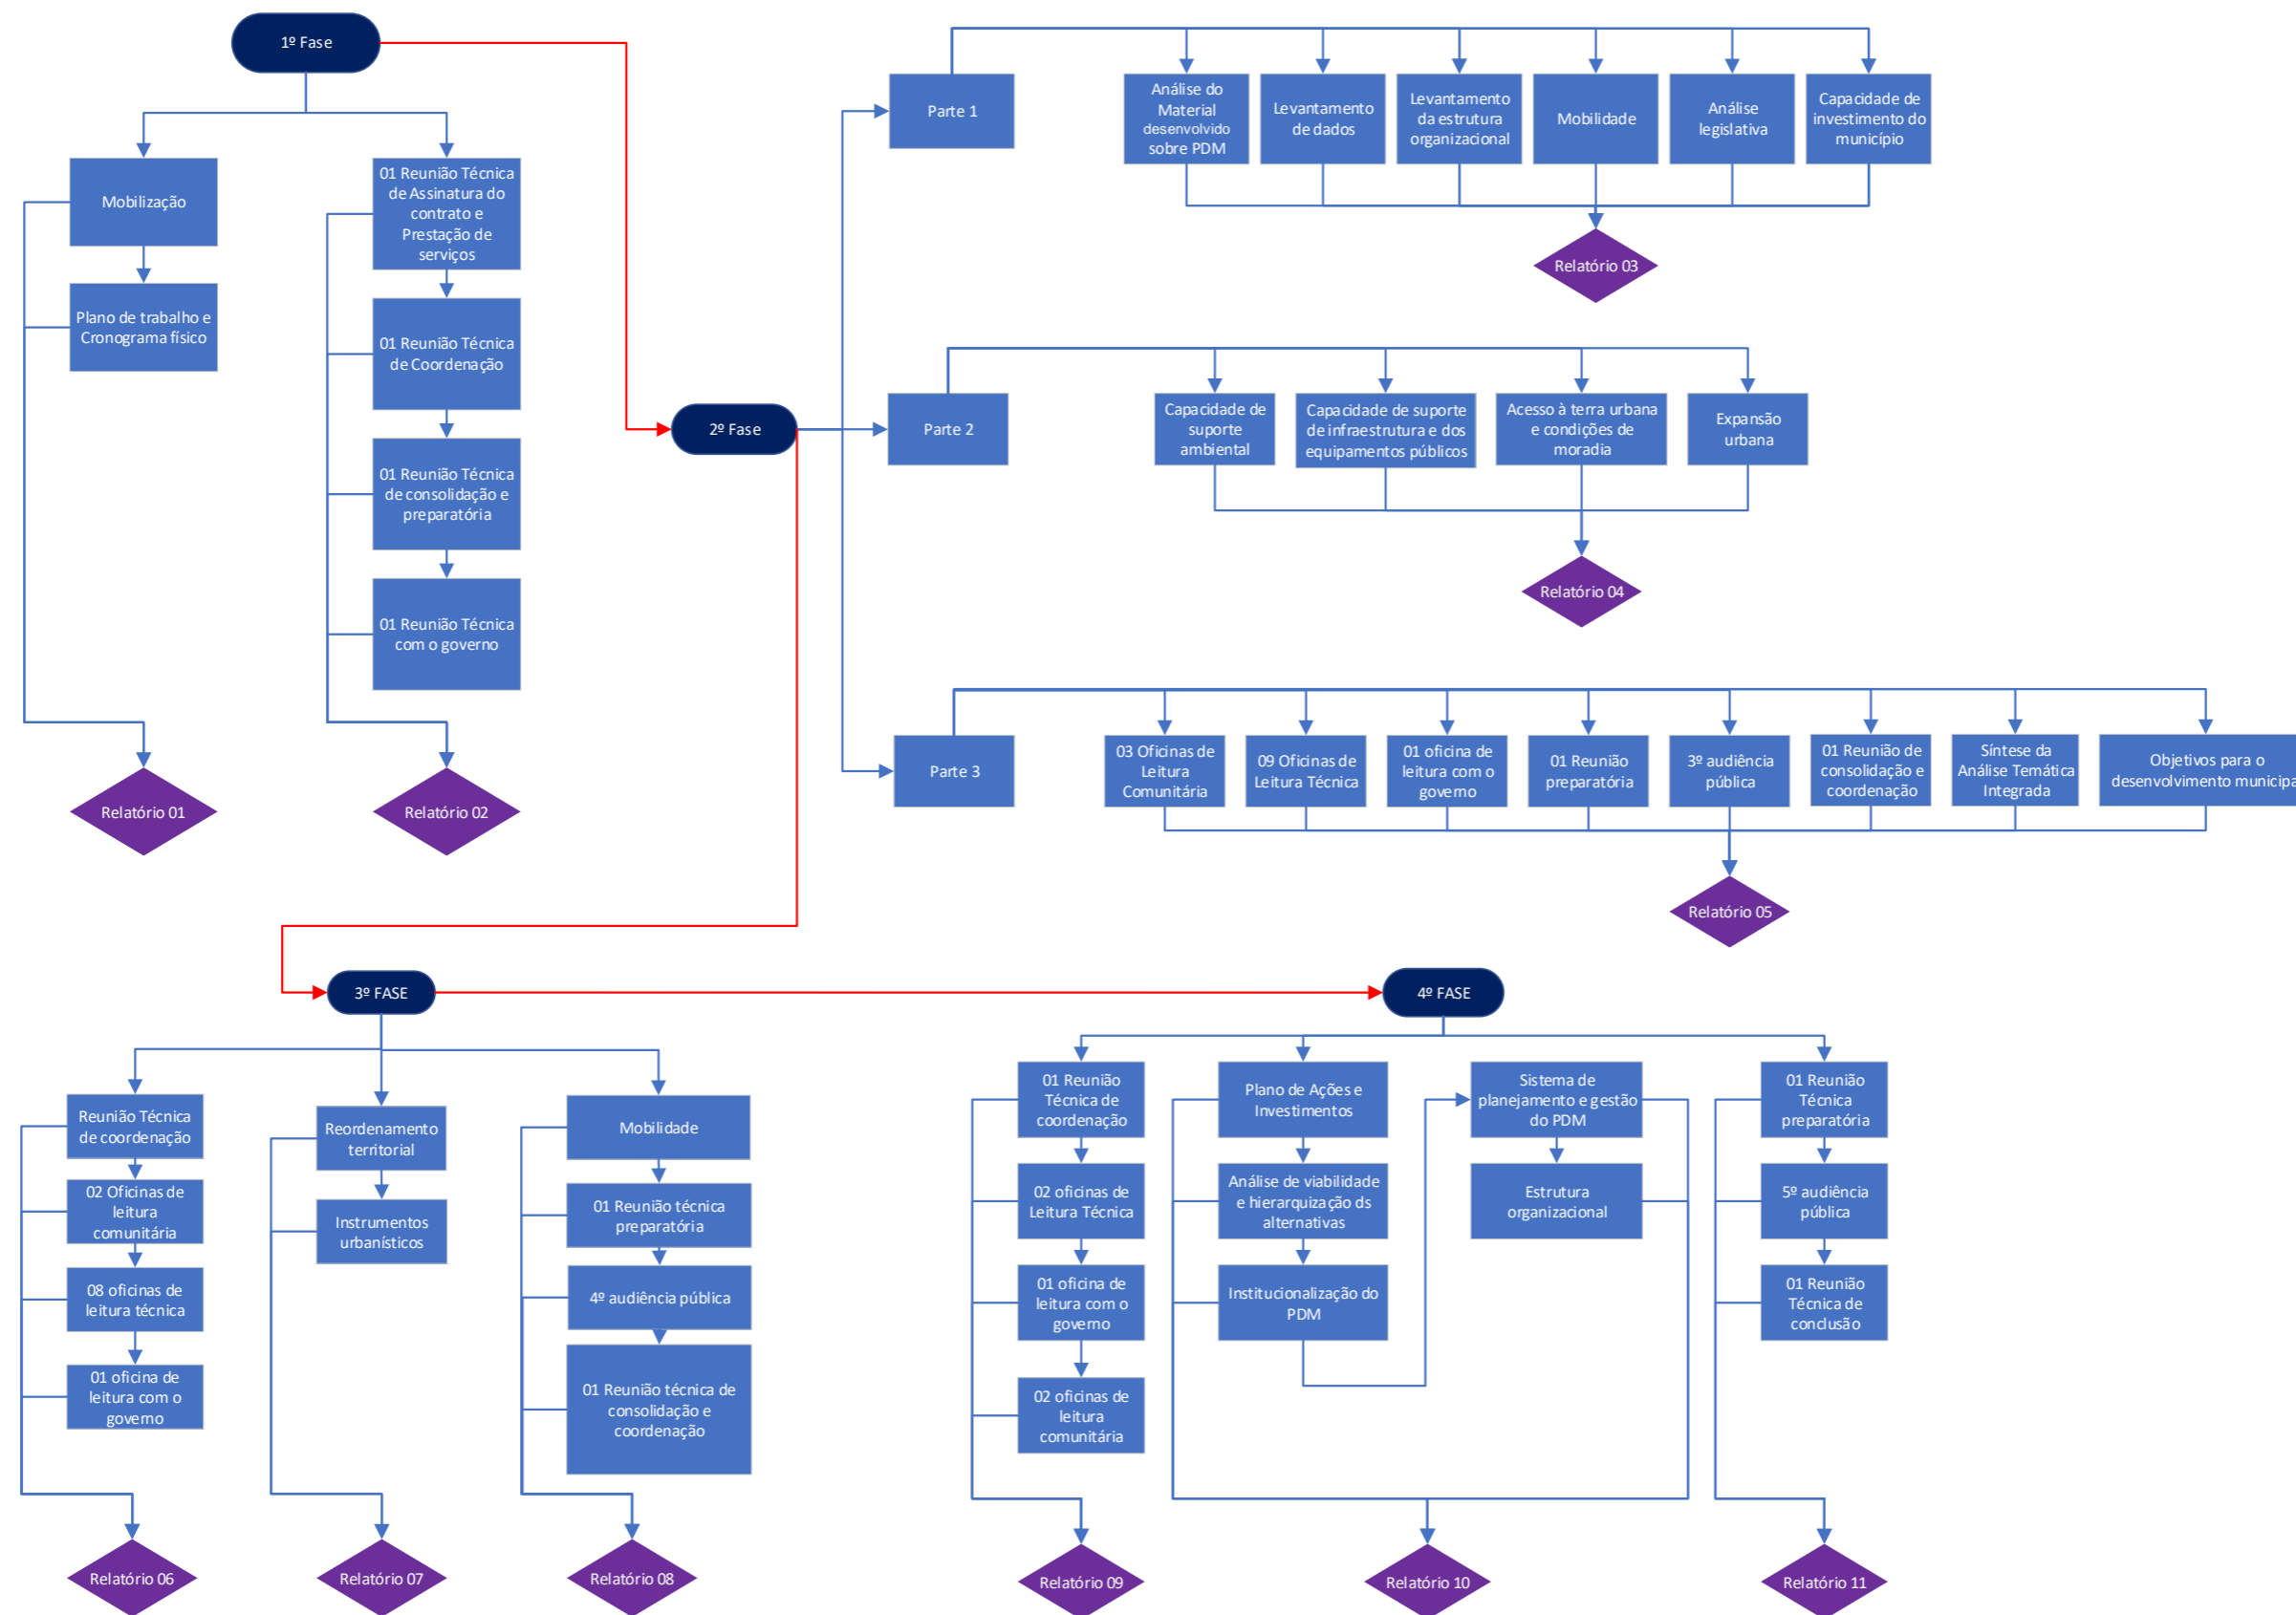 1º Fase
Mobilização
Plano de trabalho e
Cronograma físico
Relatório 01
01 Reunião Técnica
de Assinatura do
contrato e
Prestação de
serviços
01 Reunião Técnica
de Coordenação
01 Reunião Técnica
de consolidação e
preparatória
01 Reunião Técnica
com o governo
Relatório 02
2º Fase
Parte 1
Análise do
Material
desenvolvido
sobre PDM
Levantamento
de dados
Levantamento
da estrutura
organizacional
Mobilidade
Análise
legislativa
Capacidade de
investimento do
município
Relatório 03
Parte 2
Capacidade de
suporte
ambiental
Capacidade de suporte
de infraestrutura e dos
equipamentos públicos
Acesso à terra urbana
e condições de
moradia
Expansão
urbana
Relatório 04
Parte 3
03 Oficinas de
Leitura
Comunitária
09 Oficinas de
Leitura Técnica
01 oficina de
leitura com o
governo
01 Reunião
preparatória
3º audiência
pública
01 Reunião de
consolidação e
coordenação
Síntese da
Análise Temática
Integrada
Objetivos para o
desenvolvimento municipa
Relatório 05
3º FASE
Reunião Técnica
de coordenação
02 Oficinas de
leitura
comunitária
08 oficinas de
leitura técnica
01 oficina de
leitura com o
governo
Relatório 06
Reordenamento
territorial
Instrumentos
urbanísticos
Relatório 07
Mobilidade
01 Reunião técnica
preparatória
4º audiência pública
01 Reunião técnica de
consolidação e
coordenação
Relatório 08
4º FASE
01 Reunião
Técnica de
coordenação
02 oficinas de
Leitura Técnica
01 oficina de
leitura com o
governo
02 oficinas de
leitura
comunitária
Relatório 09
Plano de Ações e
Investimentos
Análise de viabilidade
e hierarquização ds
alternativas
Institucionalização do
PDM
Sistema de
planejamento e gestão
do PDM
Estrutura
organizacional
Relatório 10
01 Reunião
Técnica
preparatória
5º audiência
pública
01 Reunião
Técnica de
conclusão
Relatório 11